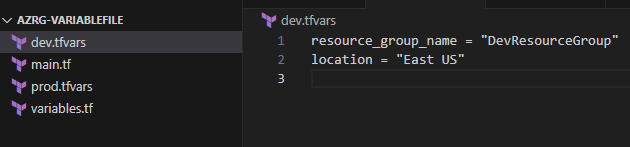 AZRG-VARIABLEFILE
dev.tfvars
main.tf
prod.tfvars
variables.tf
dev.tfvars
1 resource_group_name = "DevResourceGroup"
2 location = "East US"
3